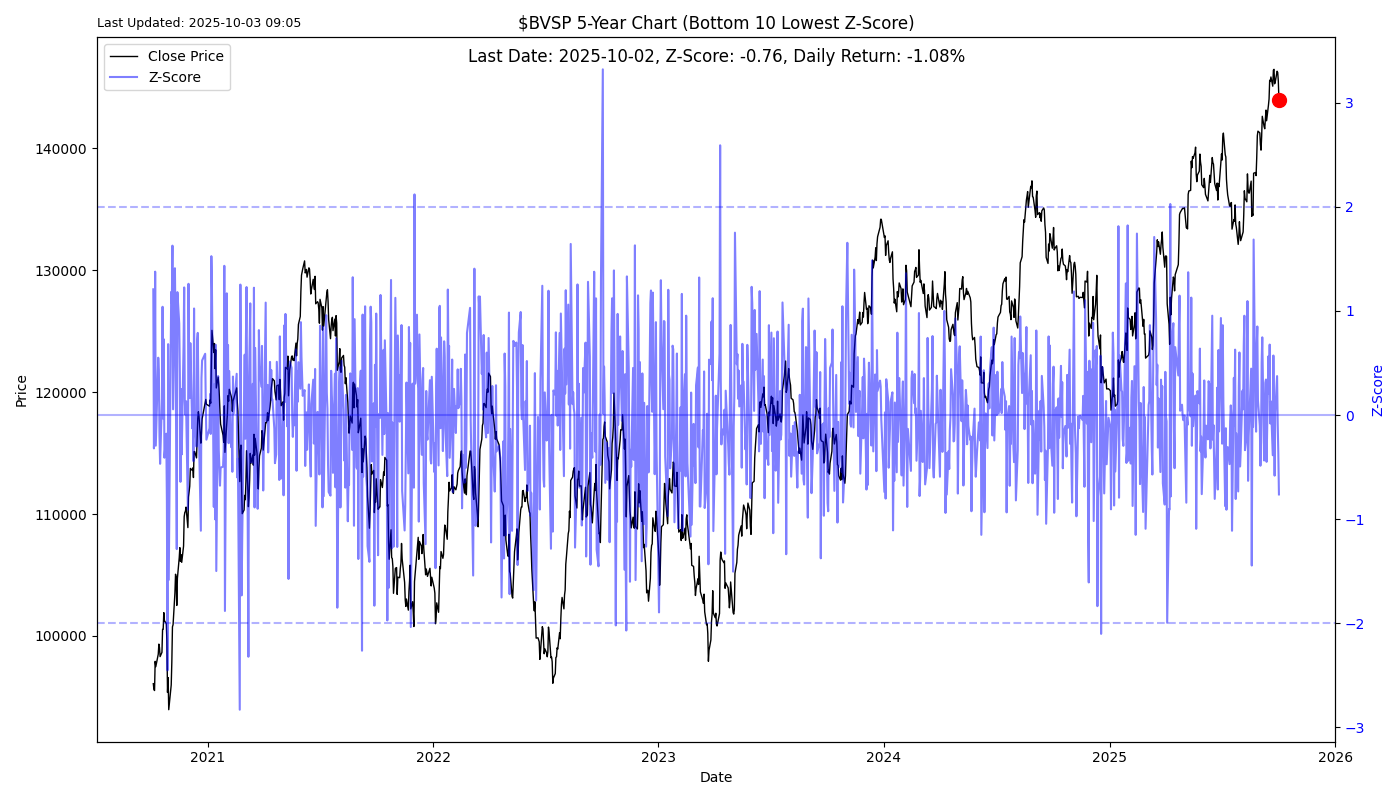 Last Updated: 2025-10-03 09:05
$BVSP 5-Year Chart (Bottom 10 Lowest Z-Score)
Last Date: 2025-10-02, Z-Score: -0.76, Daily Return: -1.08%
Close Price
Z-Score
Price
140000
130000
120000
110000
100000
3
2
1
0
−1
−2
−3
Z-Score
2021
2022
2023
2024
2025
2026
Date